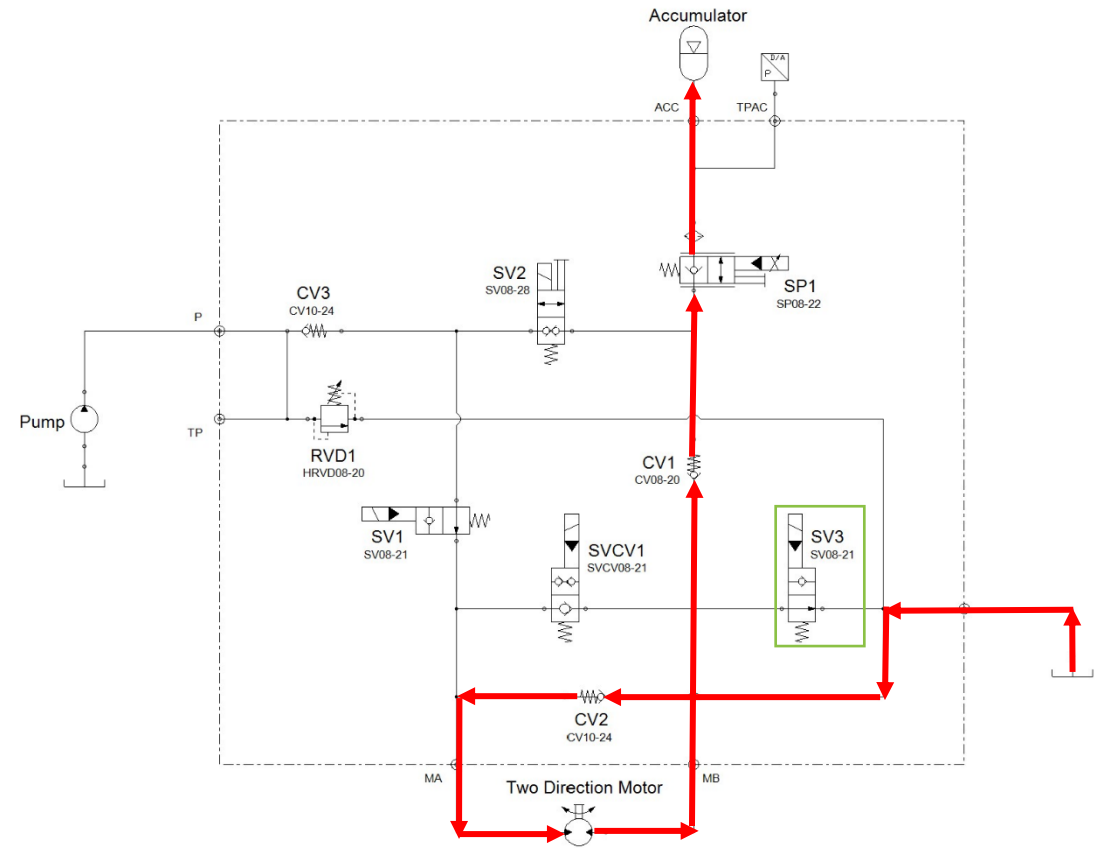 Accumulator
D/A
P
ACC
TPAC
SV2
SV08-28
SP1
SP08-22
CV3
CV10-24
P
Pump
TP
RVD1
HRVD08-20
CV1
CV08-20
SV1
SV08-21
SVCV1
SVCV08-21
SV3
SV08-21
CV2
CV10-24
MA
MB
Two Direction Motor